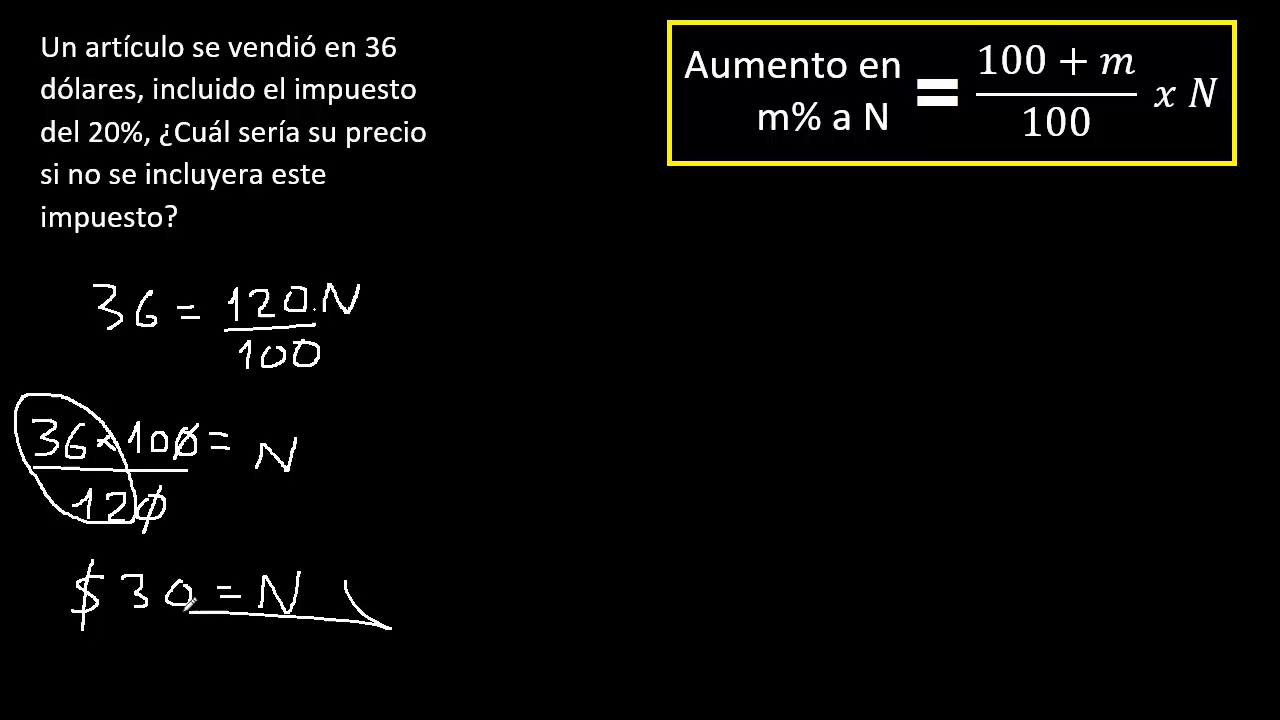 Un artículo se vendió en 36
dólares, incluido el impuesto
del 20%, ¿Cuál sería su precio
si no se incluyera este
impuesto?
Aumento en
m% a N
=
100 + m
100
x N
36 = 120.N
100
36 × 100 = N
120
$30 = N